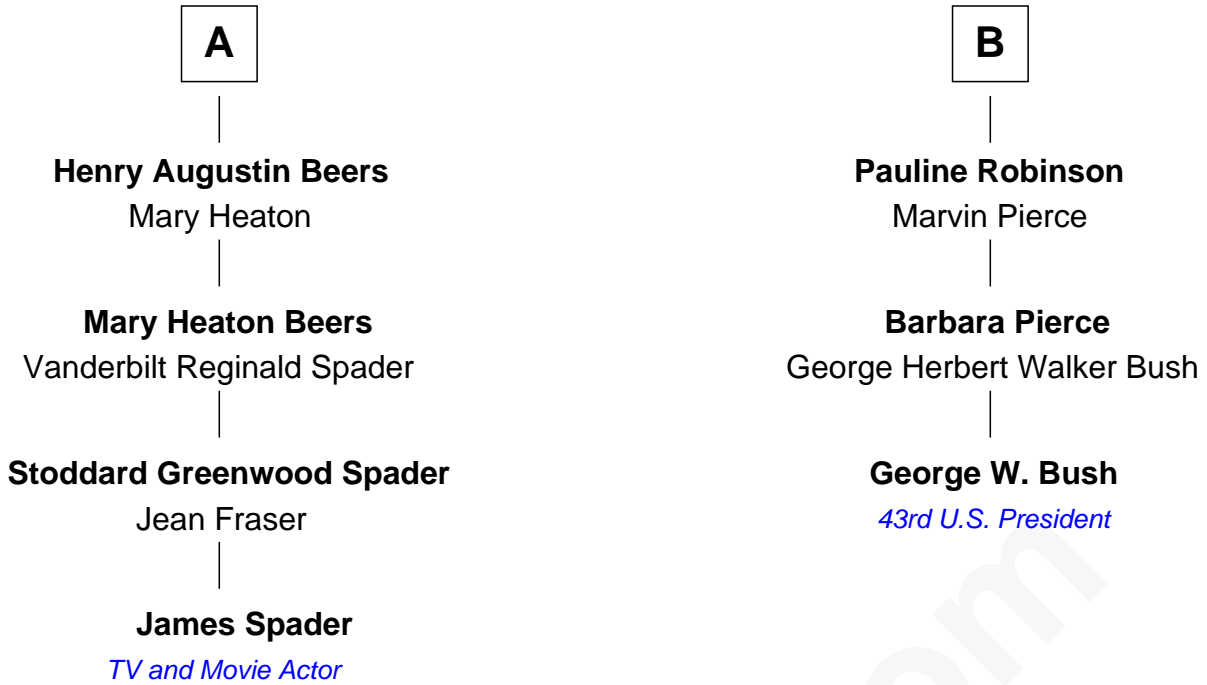 A
Henry Augustin Beers
Mary Heaton
Mary Heaton Beers
Vanderbilt Reginald Spader
Stoddard Greenwood Spader
Jean Fraser
James Spader
TV and Movie Actor
B
Pauline Robinson
Marvin Pierce
Barbara Pierce
George Herbert Walker Bush
George W. Bush
43rd U.S. President
om